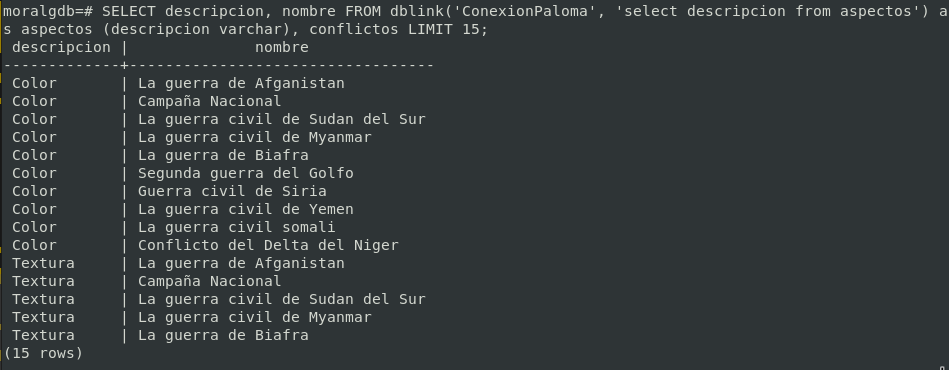 moralgdb=# SELECT descripcion, nombre FROM dblink('ConexionPaloma', 'select descripcion from aspectos') a
s aspectos (descripcion varchar), conflictos LIMIT 15;
 descripcion |              nombre
-------------+----------------------------------
 Color       | La guerra de Afganistan
 Color       | Campaña Nacional
 Color       | La guerra civil de Sudan del Sur
 Color       | La guerra civil de Myanmar
 Color       | La guerra de Biafra
 Color       | Segunda guerra del Golfo
 Color       | Guerra civil de Siria
 Color       | La guerra civil de Yemen
 Color       | La guerra civil somali
 Color       | Conflicto del Delta del Niger
 Textura     | La guerra de Afganistan
 Textura     | Campaña Nacional
 Textura     | La guerra civil de Sudan del Sur
 Textura     | La guerra civil de Myanmar
 Textura     | La guerra de Biafra
(15 rows)